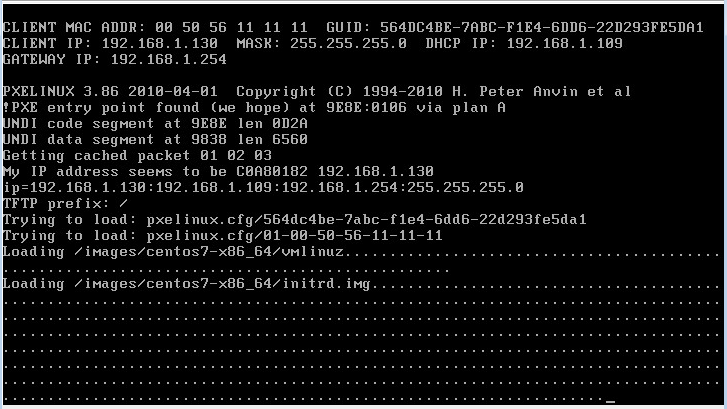 CLIENT MAC ADDR: 00 50 56 11 11 11  GUID: 564DC4BE-7ABC-F1E4-6DD6-22D293FE5DA1
CLIENT IP: 192.168.1.130  MASK: 255.255.255.0  DHCP IP: 192.168.1.109
GATEWAY IP: 192.168.1.254
PXELINUX 3.86 2010-04-01  Copyright (C) 1994-2010 H. Peter Anvin et al
!PXE entry point found (we hope) at 9E8E:0106 via plan A
UNDI code segment at 9E8E len 0D2A
UNDI data segment at 9838 len 6560
Getting cached packet 01 02 03
My IP address seems to be C0A80182 192.168.1.130
ip=192.168.1.130:192.168.1.109:192.168.1.254:255.255.255.0
TFTP prefix: /
Trying to load: pxelinux.cfg/564dc4be-7abc-f1e4-6dd6-22d293fe5da1
Trying to load: pxelinux.cfg/01-00-50-56-11-11-11
Loading /images/centos7-x86_64/vmlinuz..........................................
..................................................
Loading /images/centos7-x86_64/initrd.img.......................................
................................................................................
................................................................................
................................................................................
................................................................................
................................................................................
................................................................................
..................................................................._